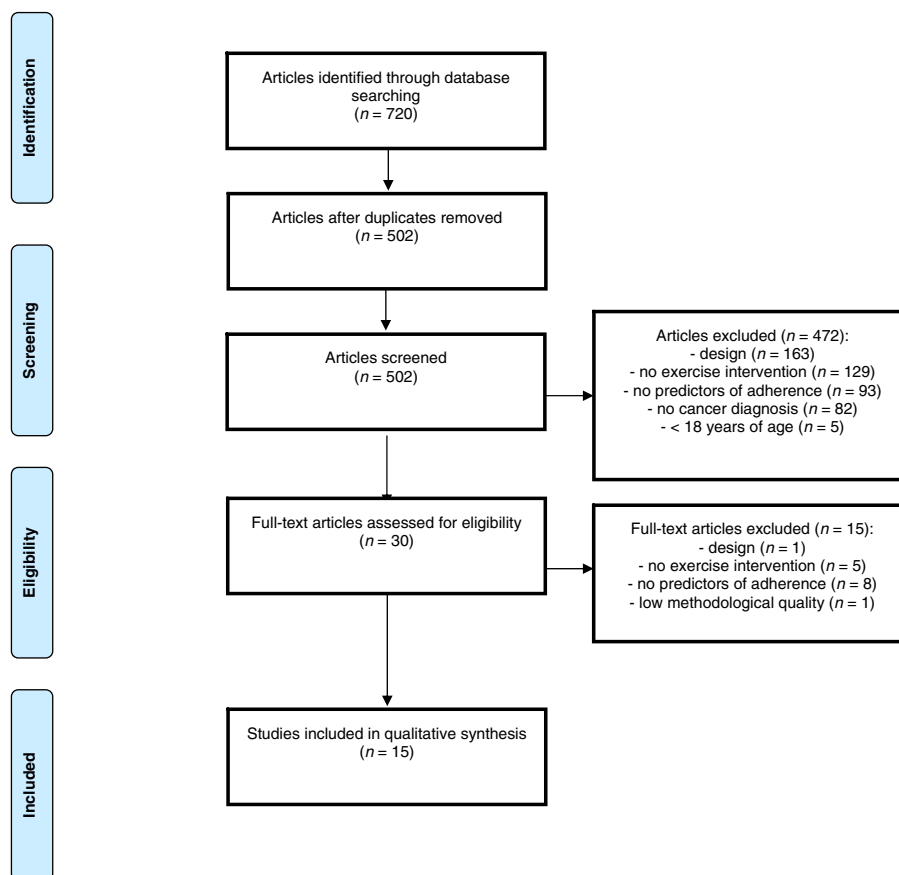 Identification
Articles identified through database
searching
(n = 720)
Articles after duplicates removed
(n = 502)
Screening
Articles screened
(n = 502)
Articles excluded (n = 472):
- design (n = 163)
- no exercise intervention (n = 129)
- no predictors of adherence (n = 93)
- no cancer diagnosis (n = 82)
- < 18 years of age (n = 5)
Eligibility
Full-text articles assessed for eligibility
(n = 30)
Full-text articles excluded (n = 15):
- design (n = 1)
- no exercise intervention (n = 5)
- no predictors of adherence (n = 8)
- low methodological quality (n = 1)
Included
Studies included in qualitative synthesis
(n = 15)